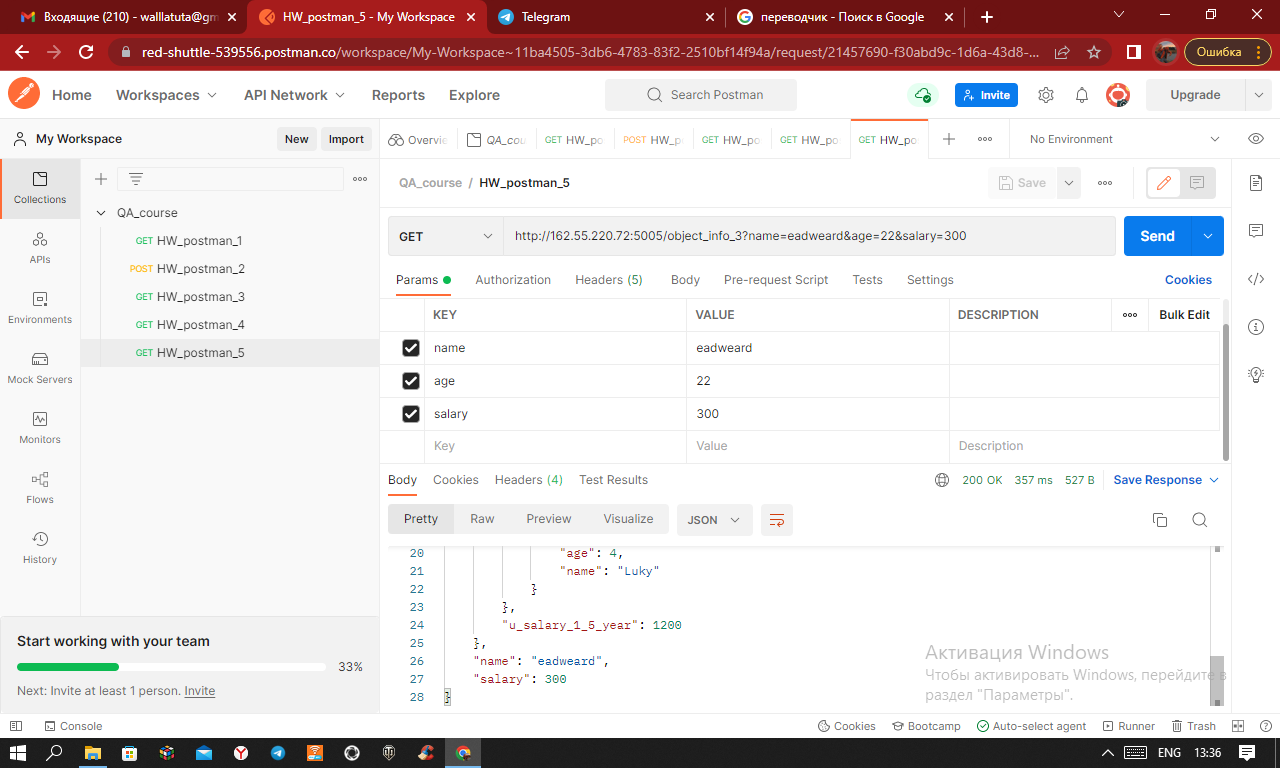 Входящие (210) - walllatuta@gm
HW_postman_5 - My Workspace
Telegram
переводчик - Поиск в Google
red-shuttle-539556.postman.co/workspace/My-Workspace~11ba4505-3db6-4783-83f2-2510bf14f94a/request/21457690-f30abd9c-1d6a-43d8-...
Ошибка
Home
Workspaces
API Network
Reports
Explore
Search Postman
Invite
Upgrade
My Workspace
New
Import
Overvie
QA_cou
GET HW_po
POST HW_p
GET HW_po
GET HW_po
GET HW_po
No Environment
Collections
APIs
Environments
Mock Servers
Monitors
Flows
History
QA_course
GET HW_postman_1
POST HW_postman_2
GET HW_postman_3
GET HW_postman_4
GET HW_postman_5
QA_course / HW_postman_5
Save
GET
http://162.55.220.72:5005/object_info_3?name=eadweard&age=22&salary=300
Send
Params
Authorization
Headers (5)
Body
Pre-request Script
Tests
Settings
Cookies
KEY
VALUE
DESCRIPTION
Bulk Edit
name
eadweard
age
22
salary
300
Key
Value
Description
Body
Cookies
Headers (4)
Test Results
200 OK
357 ms
527 B
Save Response
Pretty
Raw
Preview
Visualize
JSON
20 "age": 4,
21 "name": "Luky"
22 }
23 },
24 "u_salary_1_5_year": 1200
25 },
26 "name": "eadweard",
27 "salary": 300
28 }
Start working with your team
33%
Next: Invite at least 1 person. Invite
Активация Windows
Чтобы активировать Windows, перейдите в
раздел "Параметры".
Console
Cookies
Bootcamp
Auto-select agent
Runner
Trash
ENG
13:36